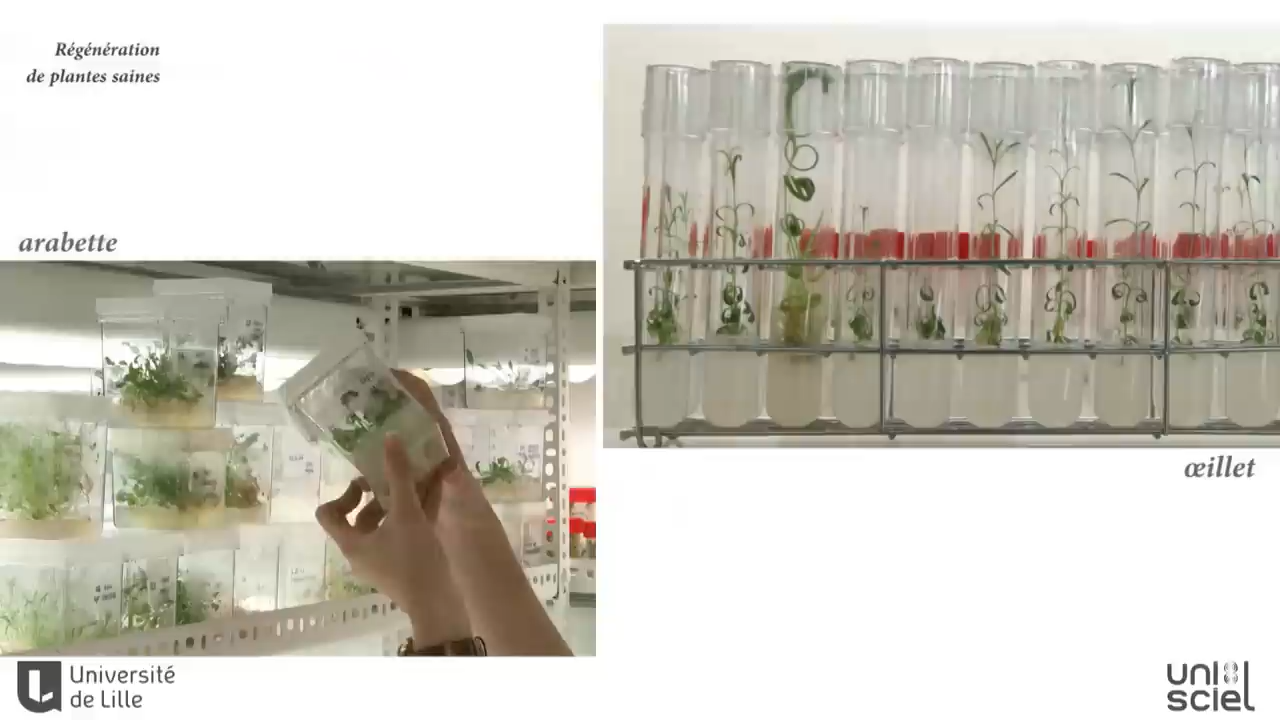 Régénération
de plantes saines
arabette
œillet
Université
de Lille
uni
sciel